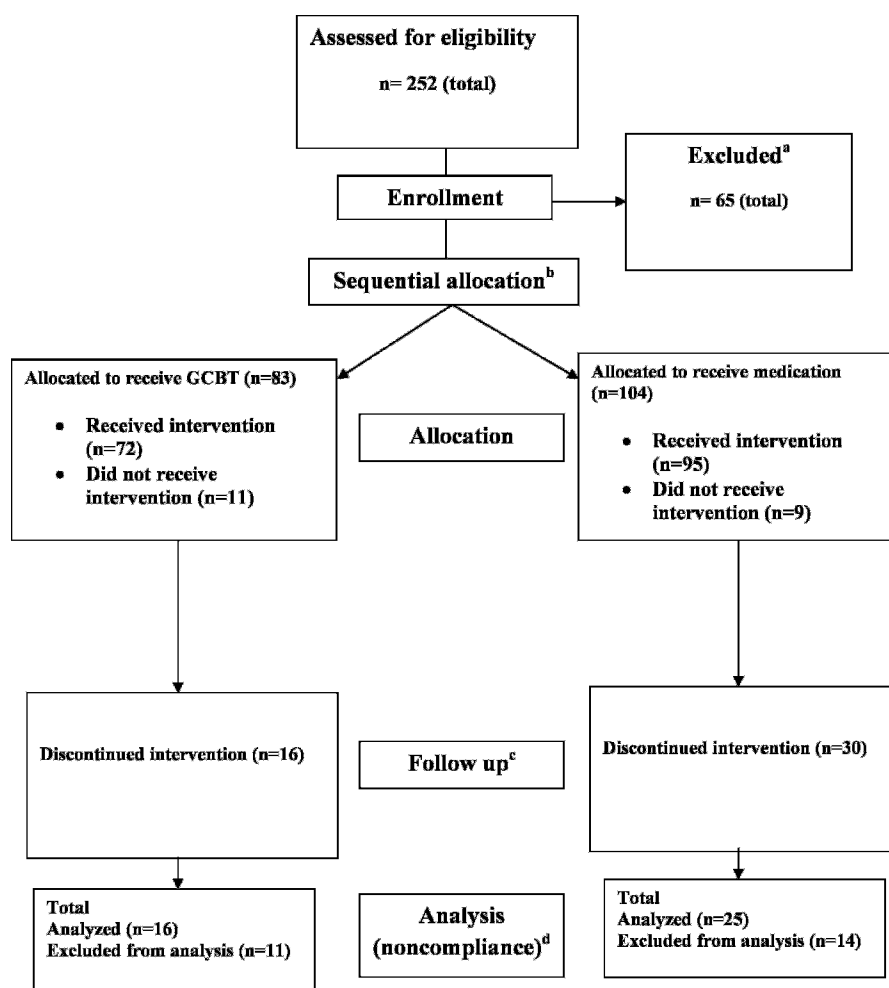 Assessed for eligibility
n= 252 (total)
Excludedᵃ
n= 65 (total)
Enrollment
Sequential allocationᵇ
Allocated to receive GCBT (n=83)
• Received intervention
(n=72)
• Did not receive
intervention (n=11)
Allocation
Allocated to receive medication
(n=104)
• Received intervention
(n=95)
• Did not receive
intervention (n=9)
Discontinued intervention (n=16)
Follow upᶜ
Discontinued intervention (n=30)
Total
Analyzed (n=16)
Excluded from analysis (n=11)
Analysis
(noncompliance)ᵈ
Total
Analyzed (n=25)
Excluded from analysis (n=14)